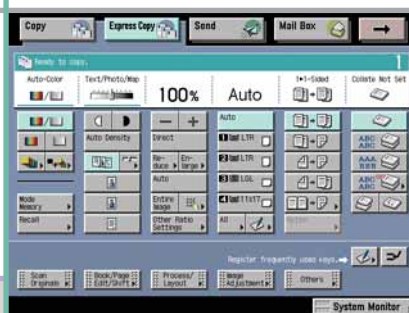 Copy
Express Copy
Send
Mail Box
Ready to copy.
1
Auto-Color
Text/Photo/Map
100%
Auto
1▸1-Sided
Collate Not Set
Auto Density
Direct
Auto
LTR
Re-duce
En-large
LTR
Auto
LGL
Mode Memory
Entire Image
11x17
Recall
Other Ratio Settings
All
Register frequently used keys.
Scan Originals
Book/Page Edit/Shift
Process/ Layout
Image Adjustment
Others
System Monitor